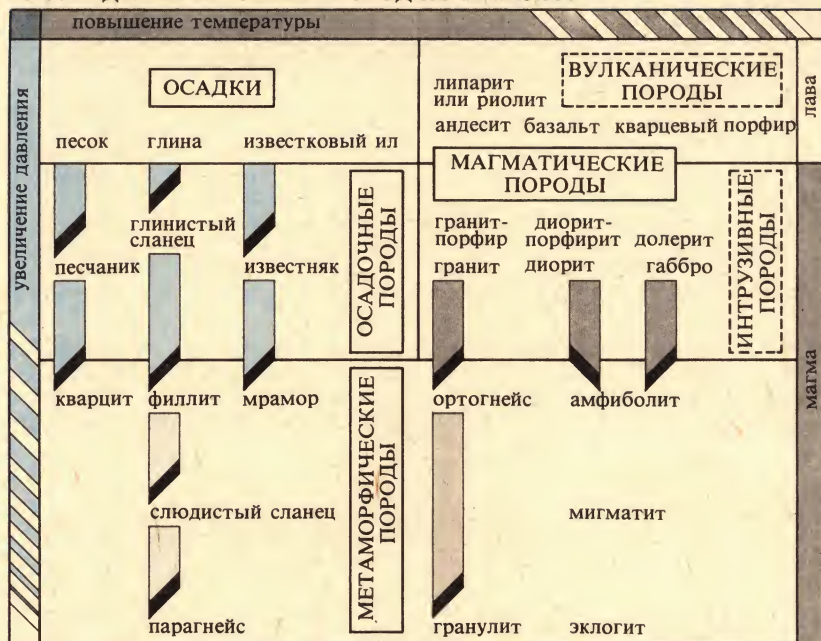 повышение температуры
увеличение давления
ОСАДКИ
песок глина известковый ил
глинистый
сланец
песчаник известняк
ОСАДОЧНЫЕ
ПОРОДЫ
кварцит филлит мрамор
слюдистый сланец
парагнейс
МЕТАМОРФИЧЕСКИЕ
ПОРОДЫ
ВУЛКАНИЧЕСКИЕ
ПОРОДЫ
липарит
или риолит
андесит базальт кварцевый порфир
МАГМАТИЧЕСКИЕ
ПОРОДЫ
гранит-
порфир
гранит
диорит-
порфирит
диорит
долерит
габбро
ИНТРУЗИВНЫЕ
ПОРОДЫ
ортогнейс амфиболит
мигматит
гранулит эклогит
лава
магма